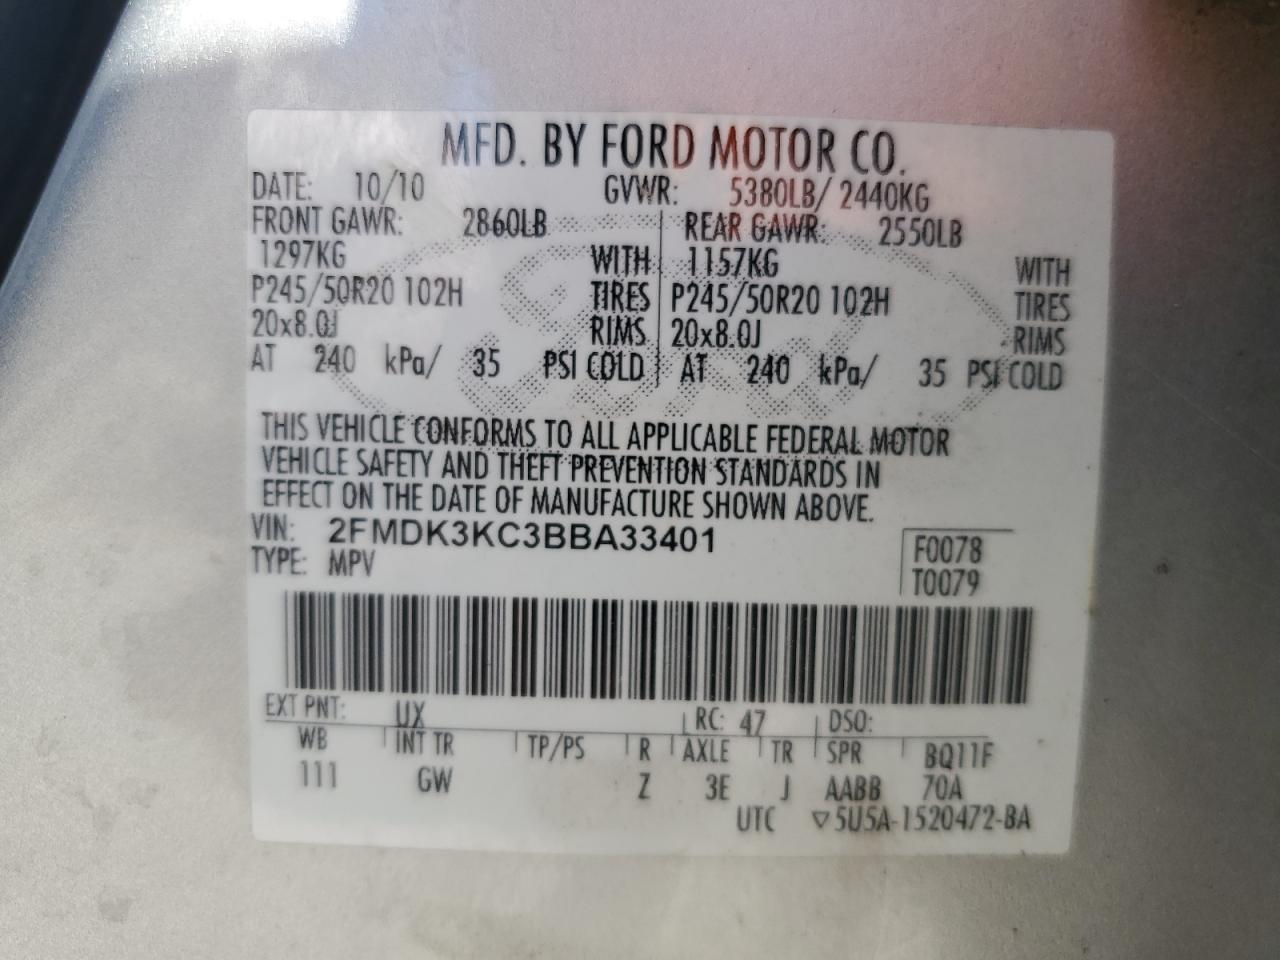 MFD. BY FORD MOTOR CO.
DATE: 10/10 GVWR: 5380LB/ 2440KG
FRONT GAWR: 2860LB REAR GAWR: 2550LB
1297KG WITH 1157KG WITH
P245/50R20 102H TIRES P245/50R20 102H TIRES
20x8.0J RIMS 20x8.0J RIMS
AT 240 kPa/ 35 PSI COLD AT 240 kPa/ 35 PSI COLD
THIS VEHICLE CONFORMS TO ALL APPLICABLE FEDERAL MOTOR
VEHICLE SAFETY AND THEFT PREVENTION STANDARDS IN
EFFECT ON THE DATE OF MANUFACTURE SHOWN ABOVE.
VIN: 2FMDK3KC3BBA33401
TYPE: MPV
F0078
T0079
EXT PNT: UX RC: 47 DSO:
WB INT TR TP/PS R AXLE TR SPR BQ11F
111 GW Z 3E J AABB 70A
UTC ▽5U5A-1520472-BA